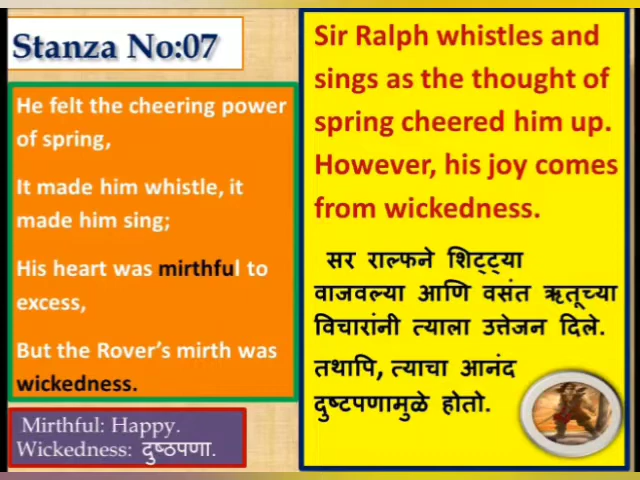 Stanza No:07
He felt the cheering power
of spring,
It made him whistle, it
made him sing;
His heart was mirthful to
excess,
But the Rover's mirth was
wickedness.
Mirthful: Happy.
Wickedness: दुष्ठपणा.
Sir Ralph whistles and
sings as the thought of
spring cheered him up.
However, his joy comes
from wickedness.
सर राल्फने शिट्ट्या
वाजवल्या आणि वसंत ऋतूच्या
विचारांनी त्याला उत्तेजन दिले.
तथापि, त्याचा आनंद
दुष्टपणामुळे होतो.